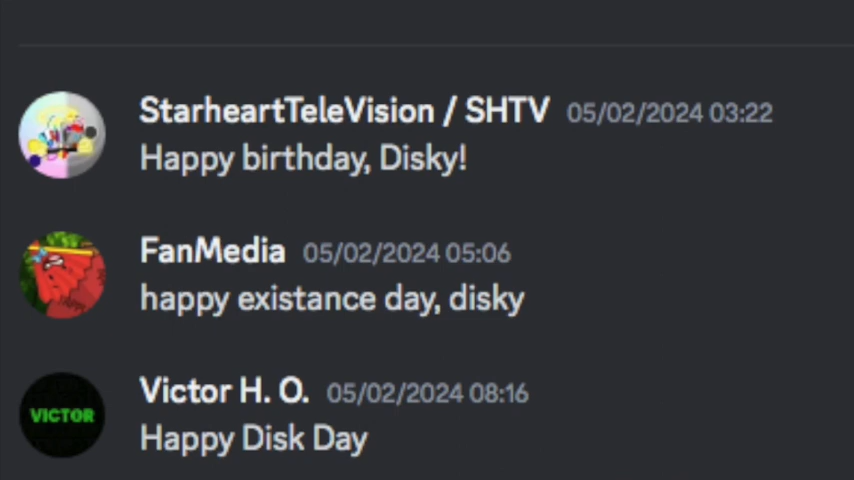 StarheartTeleVision / SHTV 05/02/2024 03:22
Happy birthday, Disky!
FanMedia 05/02/2024 05:06
happy existance day, disky
Victor H. O. 05/02/2024 08:16
VICTOR
Happy Disk Day